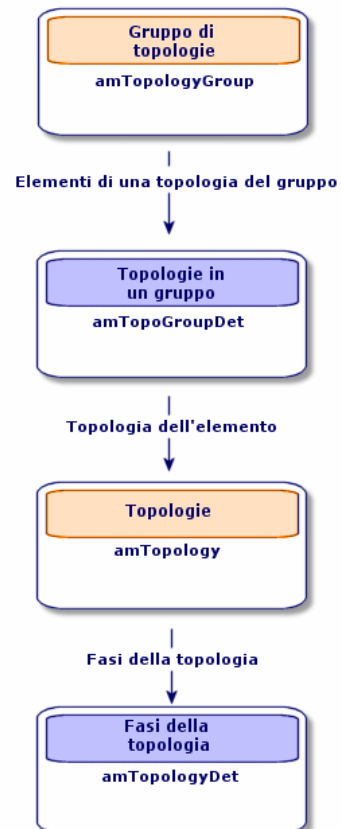 Gruppo di
topologie
amTopologyGroup
Elementi di una topologia del gruppo
Topologie in
un gruppo
amTopoGroupDet
Topologia dell'elemento
Topologie
amTopology
Fasi della topologia
Fasi della
topologia
amTopologyDet